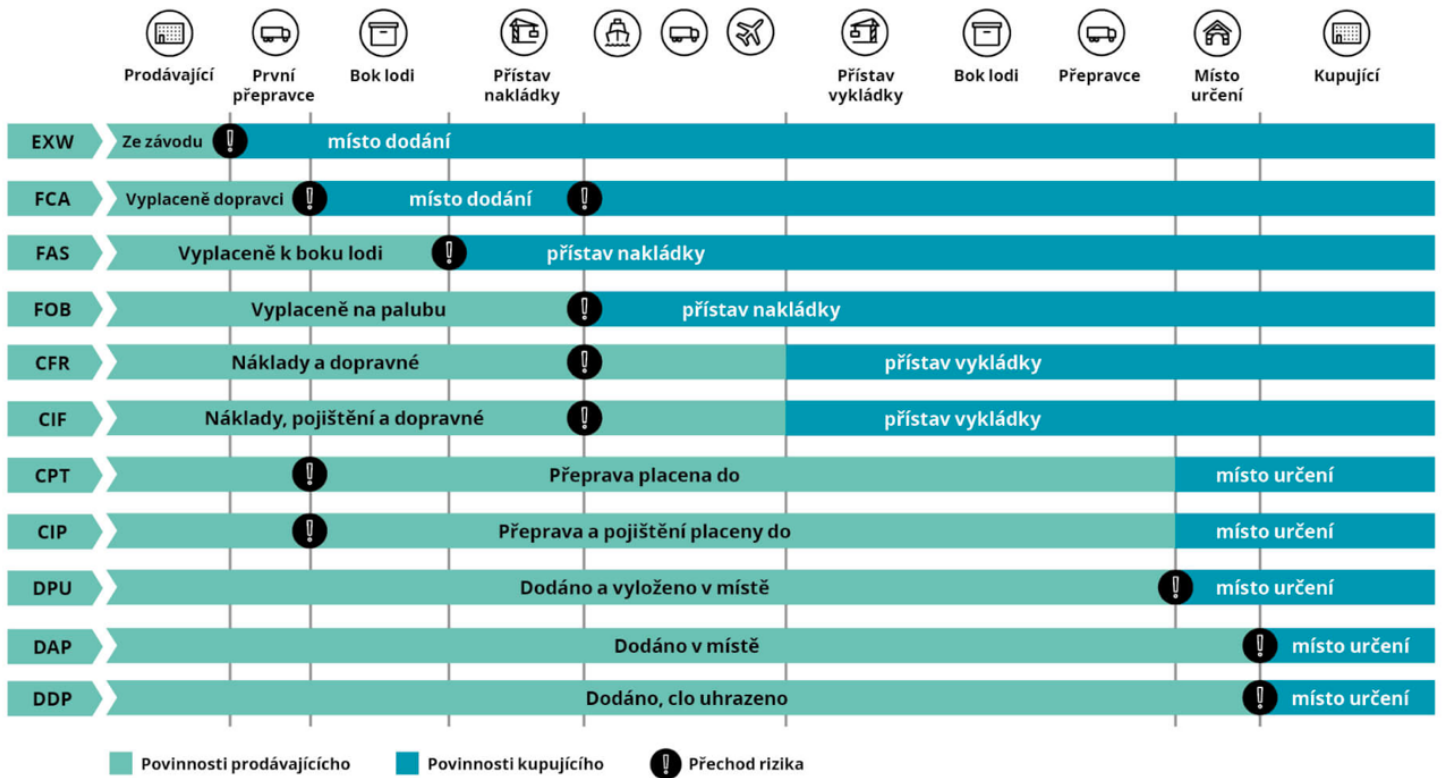 Prodávající
První
přepravce
Bok lodi
Přístav
nakládky
Přístav
vykládky
Bok lodi
Přepravce
Místo
určení
Kupující
EXW Ze závodu ! místo dodání
FCA Vyplaceně dopravci ! místo dodání !
FAS Vyplaceně k boku lodi ! přístav nakládky
FOB Vyplaceně na palubu ! přístav nakládky
CFR Náklady a dopravné ! přístav vykládky
CIF Náklady, pojištění a dopravné ! přístav vykládky
CPT ! Přeprava placena do místo určení
CIP ! Přeprava a pojištění placeny do místo určení
DPU Dodáno a vyloženo v místě ! místo určení
DAP Dodáno v místě ! místo určení
DDP Dodáno, clo uhrazeno ! místo určení
Povinnosti prodávajícícho Povinnosti kupujícího ! Přechod rizika